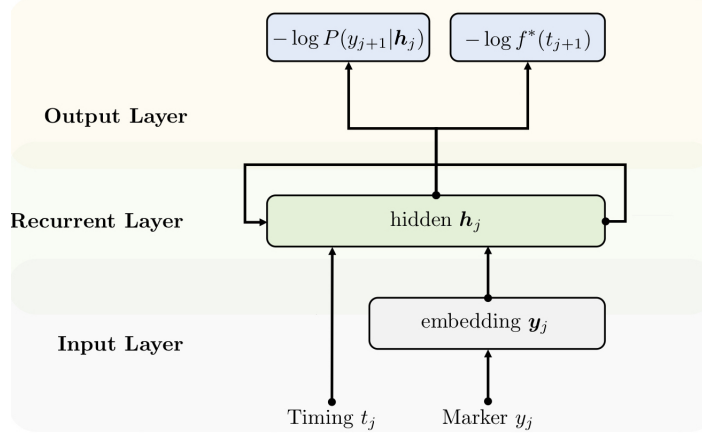 − log P(y_{j+1}|h_j)
− log f*(t_{j+1})
Output Layer
Recurrent Layer
hidden h_j
embedding y_j
Input Layer
Timing t_j
Marker y_j